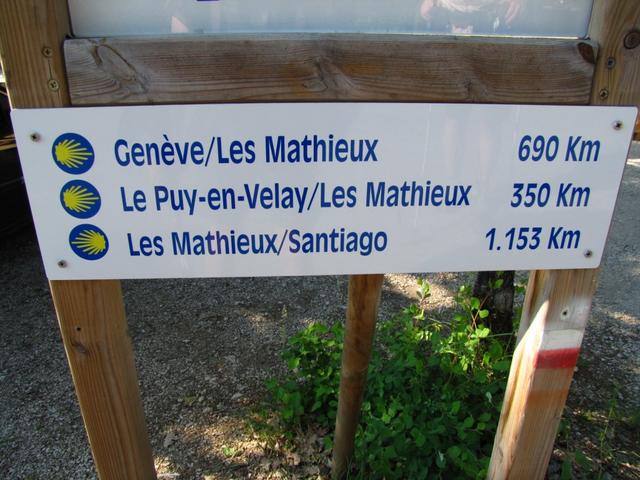 Genève/Les Mathieux 690 Km
Le Puy-en-Velay/Les Mathieux 350 Km
Les Mathieux/Santiago 1.153 Km